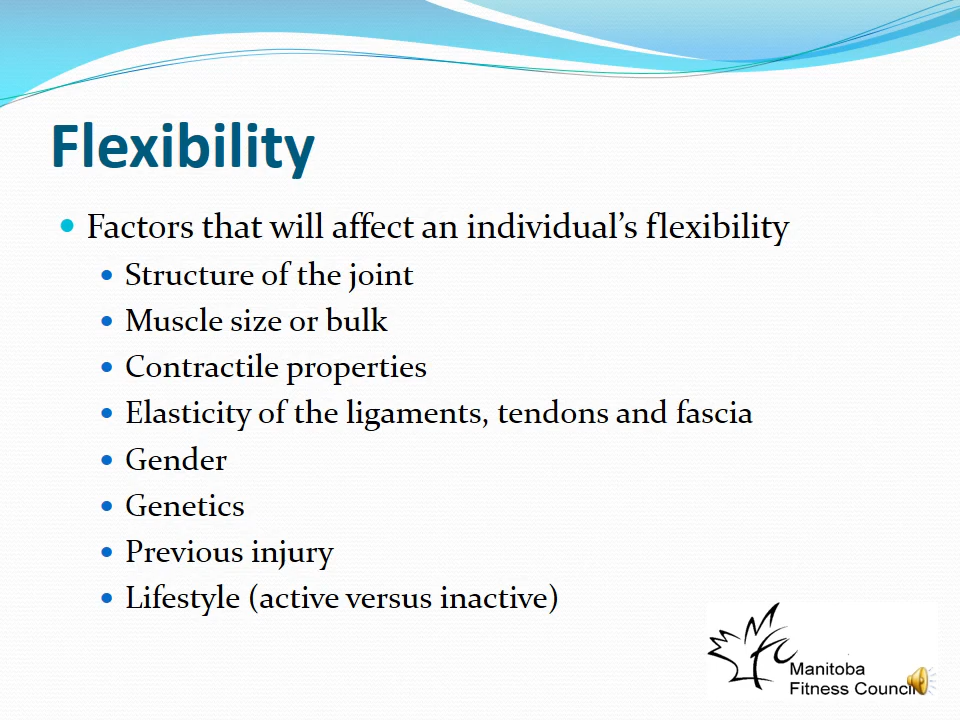 Flexibility
Factors that will affect an individual’s flexibility
Structure of the joint
Muscle size or bulk
Contractile properties
Elasticity of the ligaments, tendons and fascia
Gender
Genetics
Previous injury
Lifestyle (active versus inactive)
Manitoba
Fitness Council